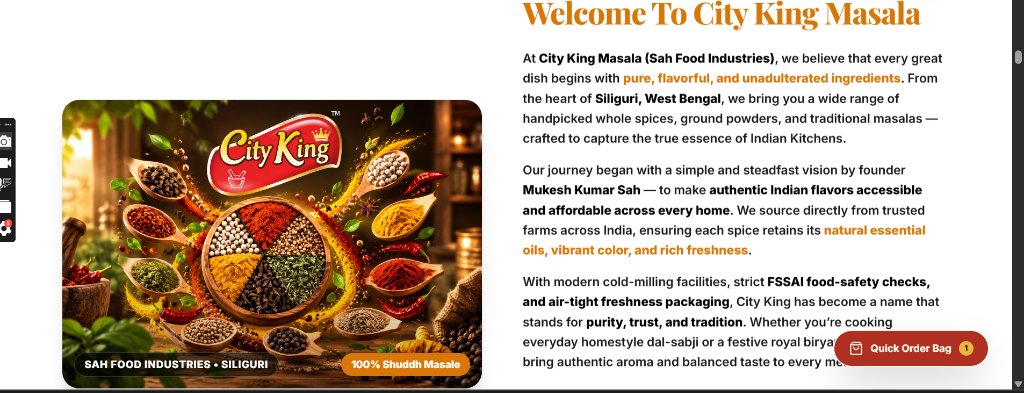 Welcome To City King Masala
At City King Masala (Sah Food Industries), we believe that every great
dish begins with pure, flavorful, and unadulterated ingredients. From
the heart of Siliguri, West Bengal, we bring you a wide range of
handpicked whole spices, ground powders, and traditional masalas —
crafted to capture the true essence of Indian Kitchens.
Our journey began with a simple and steadfast vision by founder
Mukesh Kumar Sah — to make authentic Indian flavors accessible
and affordable across every home. We source directly from trusted
farms across India, ensuring each spice retains its natural essential
oils, vibrant color, and rich freshness.
With modern cold-milling facilities, strict FSSAI food-safety checks,
and air-tight freshness packaging, City King has become a name that
stands for purity, trust, and tradition. Whether you're cooking
everyday homestyle dal-sabji or a festive royal
bring authentic aroma and balanced taste to every
Quick Order Bag 1
City King TM
SAH FOOD INDUSTRIES • SILIGURI
100% Shuddh Masale